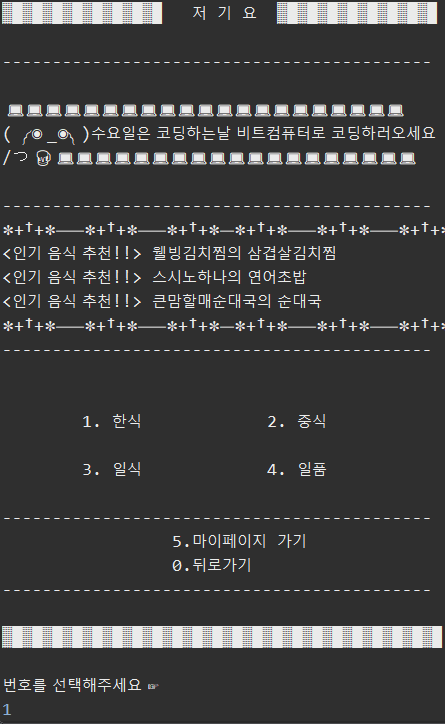 저 기 요
----------------------------------------
( ╭◉ _◉╮ )수요일은 코딩하는날 비트컴퓨터로 코딩하러오세요
/つ
----------------------------------------
✼+†+✼――✼+†+✼――✼+†+✼―✼+†+✼――✼+†+✼――✼+†+✼
<인기 음식 추천!!> 웰빙김치찜의 삼겹살김치찜
<인기 음식 추천!!> 스시노하나의 연어초밥
<인기 음식 추천!!> 큰맘할매순대국의 순대국
✼+†+✼――✼+†+✼――✼+†+✼―✼+†+✼――✼+†+✼――✼+†+✼
----------------------------------------
1. 한식 2. 중식
3. 일식 4. 일품
----------------------------------------
5.마이페이지 가기
0.뒤로가기
----------------------------------------
번호를 선택해주세요☞
1